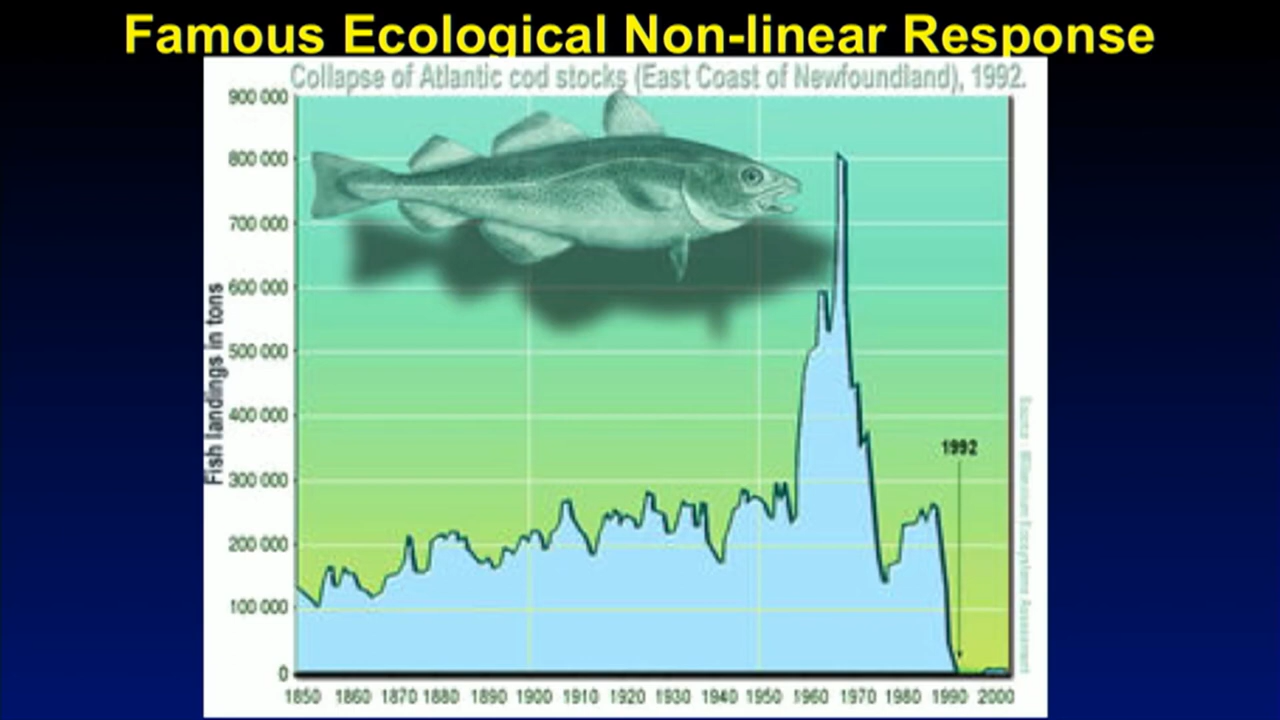 Famous Ecological Non-linear Response
Collapse of Atlantic cod stocks (East Coast of Newfoundland), 1992.
900 000
800 000
700 000
600 000
500 000
400 000
300 000
200 000
100 000
0
Fish landings in tons
1992
Source : Millennium Ecosystems Assessment
1850 1860 1870 1880 1890 1900 1910 1920 1930 1940 1950 1960 1970 1980 1990 2000